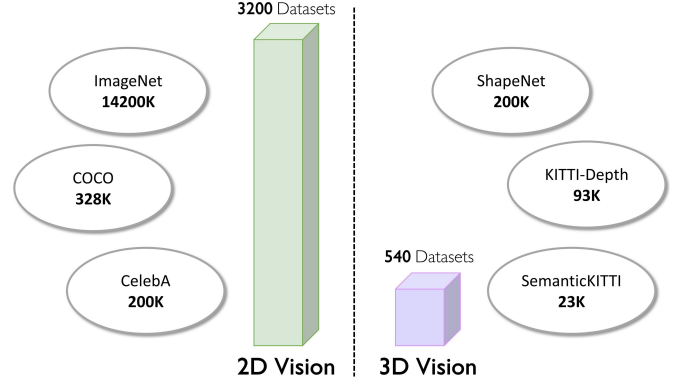 3200 Datasets
ImageNet
14200K
COCO
328K
CelebA
200K
2D Vision
ShapeNet
200K
KITTI-Depth
93K
540 Datasets
SemanticKITTI
23K
3D Vision